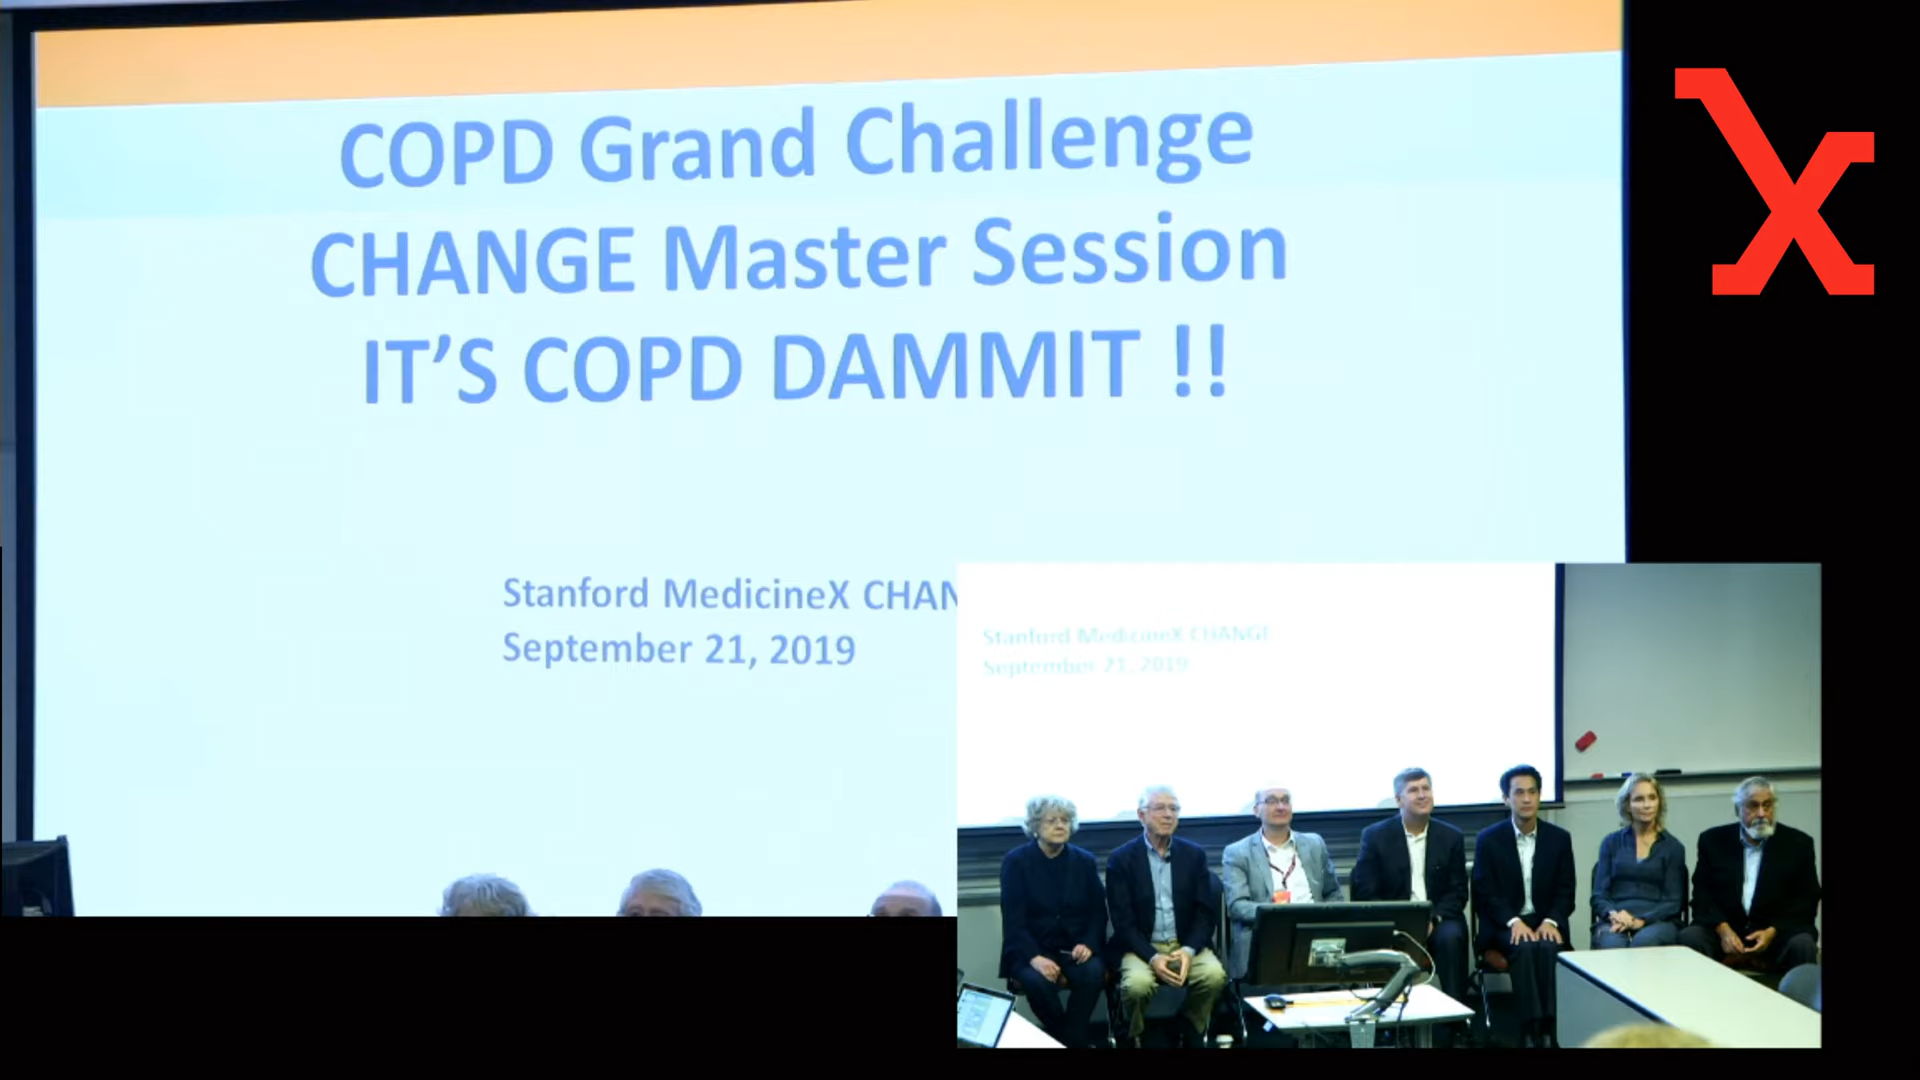 COPD Grand Challenge
CHANGE Master Session
IT'S COPD DAMMIT !!
Stanford MedicineX CHAN
September 21, 2019
Stanford MedicineX CHANGE
September 21, 2019
X